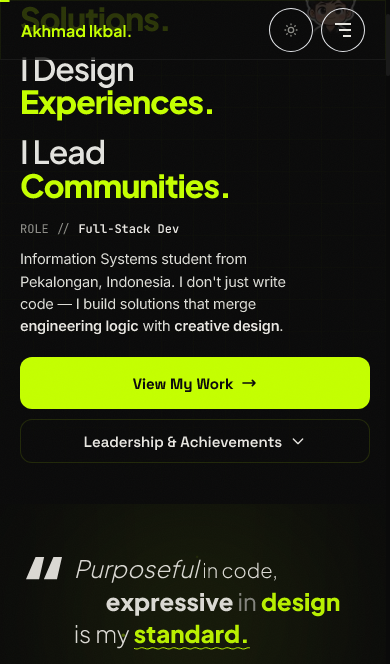 Solutions.
Akhmad Ikbal.
I Design
Experiences.
I Lead
Communities.
ROLE // Full-Stack Dev
Information Systems student from
Pekalongan, Indonesia. I don't just write
code — I build solutions that merge
engineering logic with creative design.
View My Work →
Leadership & Achievements
“ Purposeful in code,
expressive in design
is my standard.